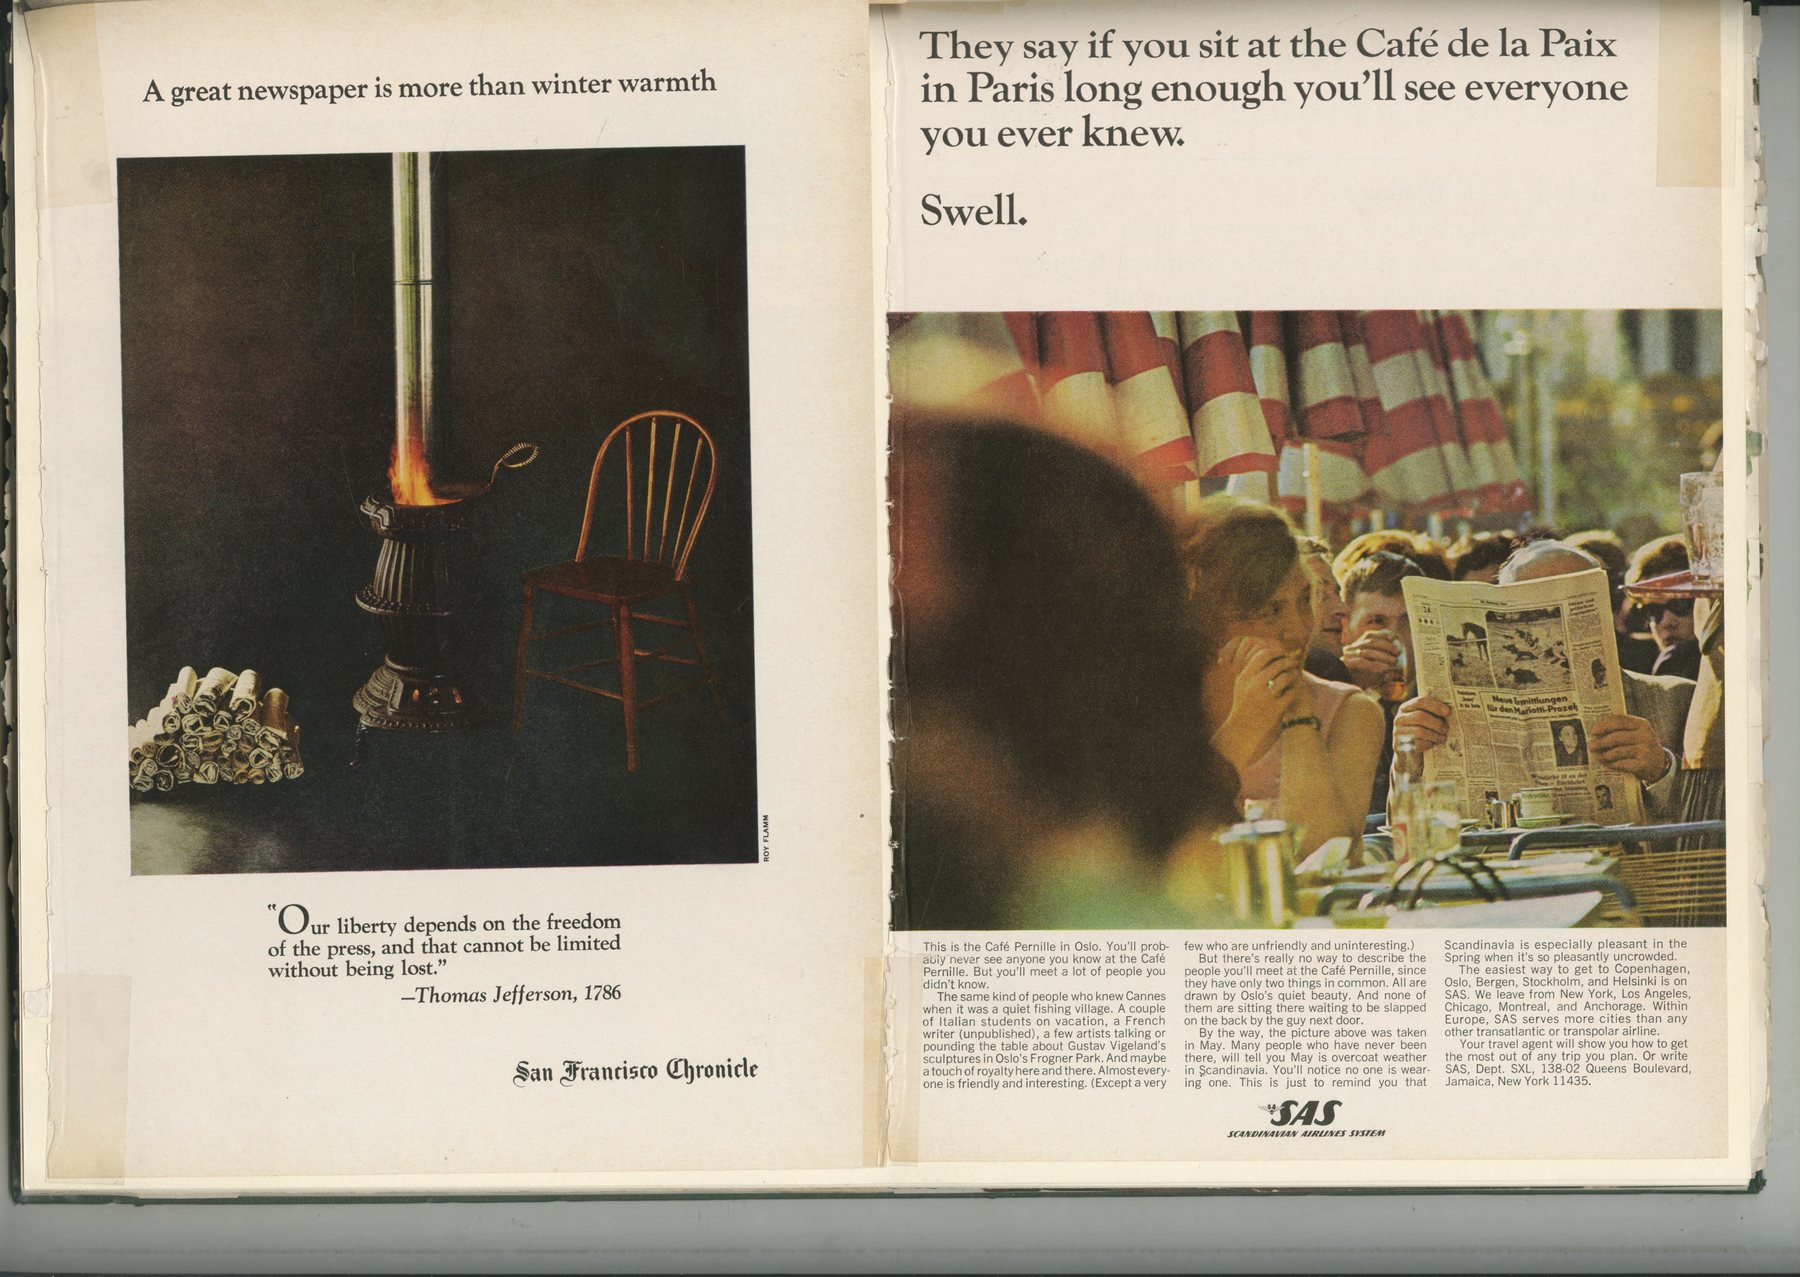 A great newspaper is more than winter warmth
ROY FLAMM
"Our liberty depends on the freedom
of the press, and that cannot be limited
without being lost."
—Thomas Jefferson, 1786
San Francisco Chronicle
They say if you sit at the Café de la Paix
in Paris long enough you'll see everyone
you ever knew.
Swell.
Neue Ermittlungen
für den Mariotti-Prozeß
This is the Café Pernille in Oslo. You'll prob-
ably never see anyone you know at the Café
Pernille. But you'll meet a lot of people you
didn't know.
The same kind of people who knew Cannes
when it was a quiet fishing village. A couple
of Italian students on vacation, a French
writer (unpublished), a few artists talking or
pounding the table about Gustav Vigeland's
sculptures in Oslo's Frogner Park. And maybe
a touch of royalty here and there. Almost every-
one is friendly and interesting. (Except a very
few who are unfriendly and uninteresting.)
But there's really no way to describe the
people you'll meet at the Café Pernille, since
they have only two things in common. All are
drawn by Oslo's quiet beauty. And none of
them are sitting there waiting to be slapped
on the back by the guy next door.
By the way, the picture above was taken
in May. Many people who have never been
there, will tell you May is overcoat weather
in Scandinavia. You'll notice no one is wear-
ing one. This is just to remind you that
Scandinavia is especially pleasant in the
Spring when it's so pleasantly uncrowded.
The easiest way to get to Copenhagen,
Oslo, Bergen, Stockholm, and Helsinki is on
SAS. We leave from New York, Los Angeles,
Chicago, Montreal, and Anchorage. Within
Europe, SAS serves more cities than any
other transatlantic or transpolar airline.
Your travel agent will show you how to get
the most out of any trip you plan. Or write
SAS, Dept. SXL, 138-02 Queens Boulevard,
Jamaica, New York 11435.
SAS
SCANDINAVIAN AIRLINES SYSTEM